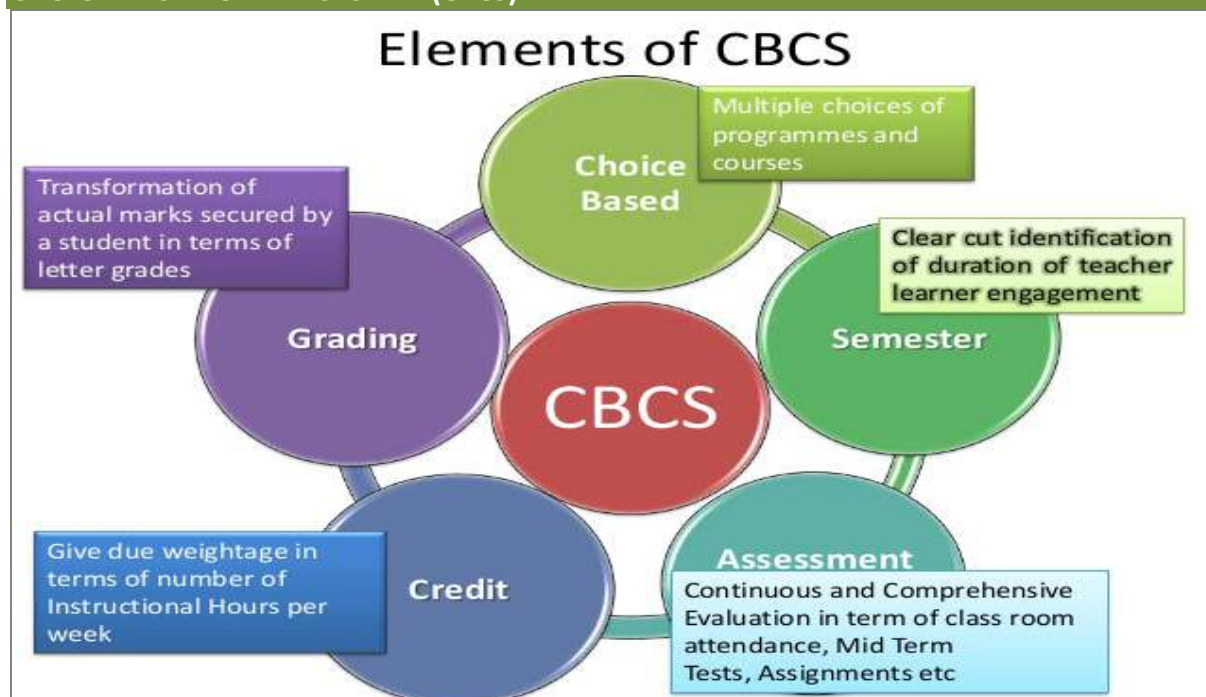 (CBCS)
Elements of CBCS
Multiple choices of
programmes and
courses
Choice
Based
Transformation of
actual marks secured by
a student in terms of
letter grades
Clear cut identification
of duration of teacher
learner engagement
Grading
Semester
CBCS
Give due weightage in
terms of number of
Instructional Hours per
week
Credit
Assessment
Continuous and Comprehensive
Evaluation in term of class room
attendance, Mid Term
Tests, Assignments etc